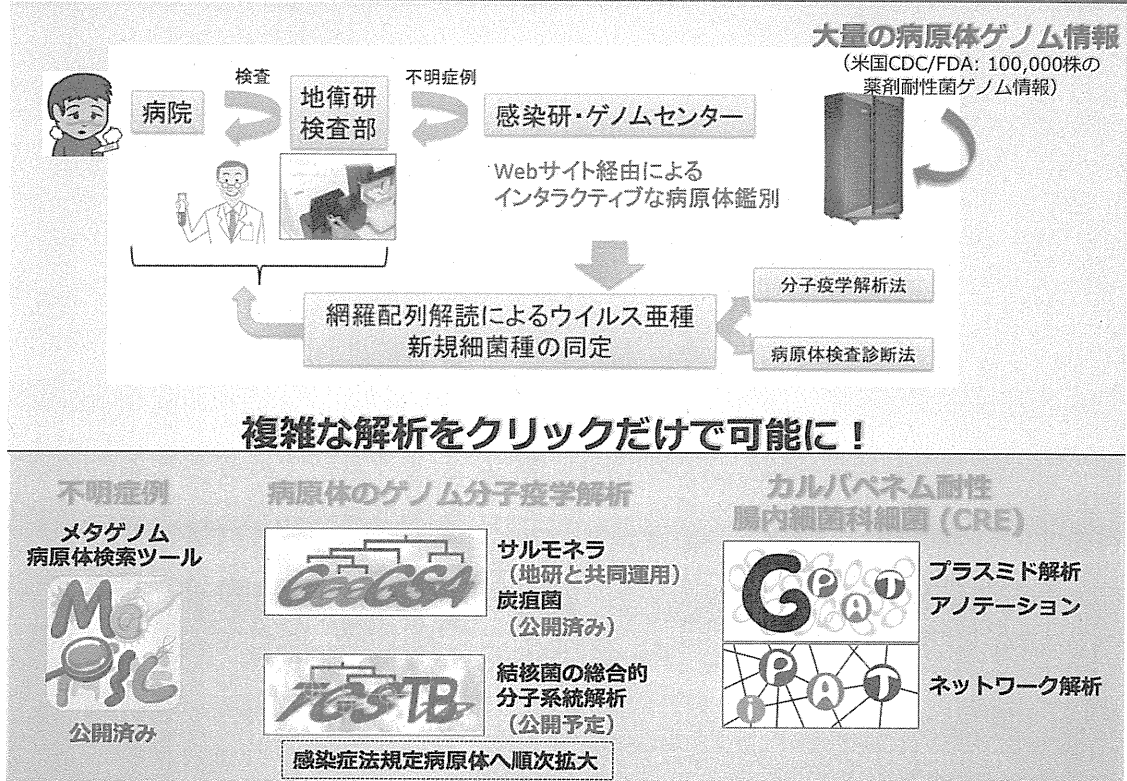 大量の病原体ゲノム情報
(米国CDC/FDA: 100,000株の
薬剤耐性菌ゲノム情報)
検査
不明症例
病院
地衛研
検査部
感染研・ゲノムセンター
Webサイト経由による
インタラクティブな病原体鑑別
分子疫学解析法
網羅配列解読によるウイルス亜種
新規細菌種の同定
病原体検査診断法
複雑な解析をクリックだけで可能に！
不明症例
メタゲノム
病原体検索ツール
公開済み
病原体のゲノム分子疫学解析
GeoGSA
サルモネラ
(地研と共同運用)
炭疽菌
(公開済み)
TGS-TB
結核菌の総合的
分子系統解析
(公開予定)
感染症法規定病原体へ順次拡大
カルバペネム耐性
腸内細菌科細菌 (CRE)
GPAT
プラスミド解析
アノテーション
iPAT
ネットワーク解析